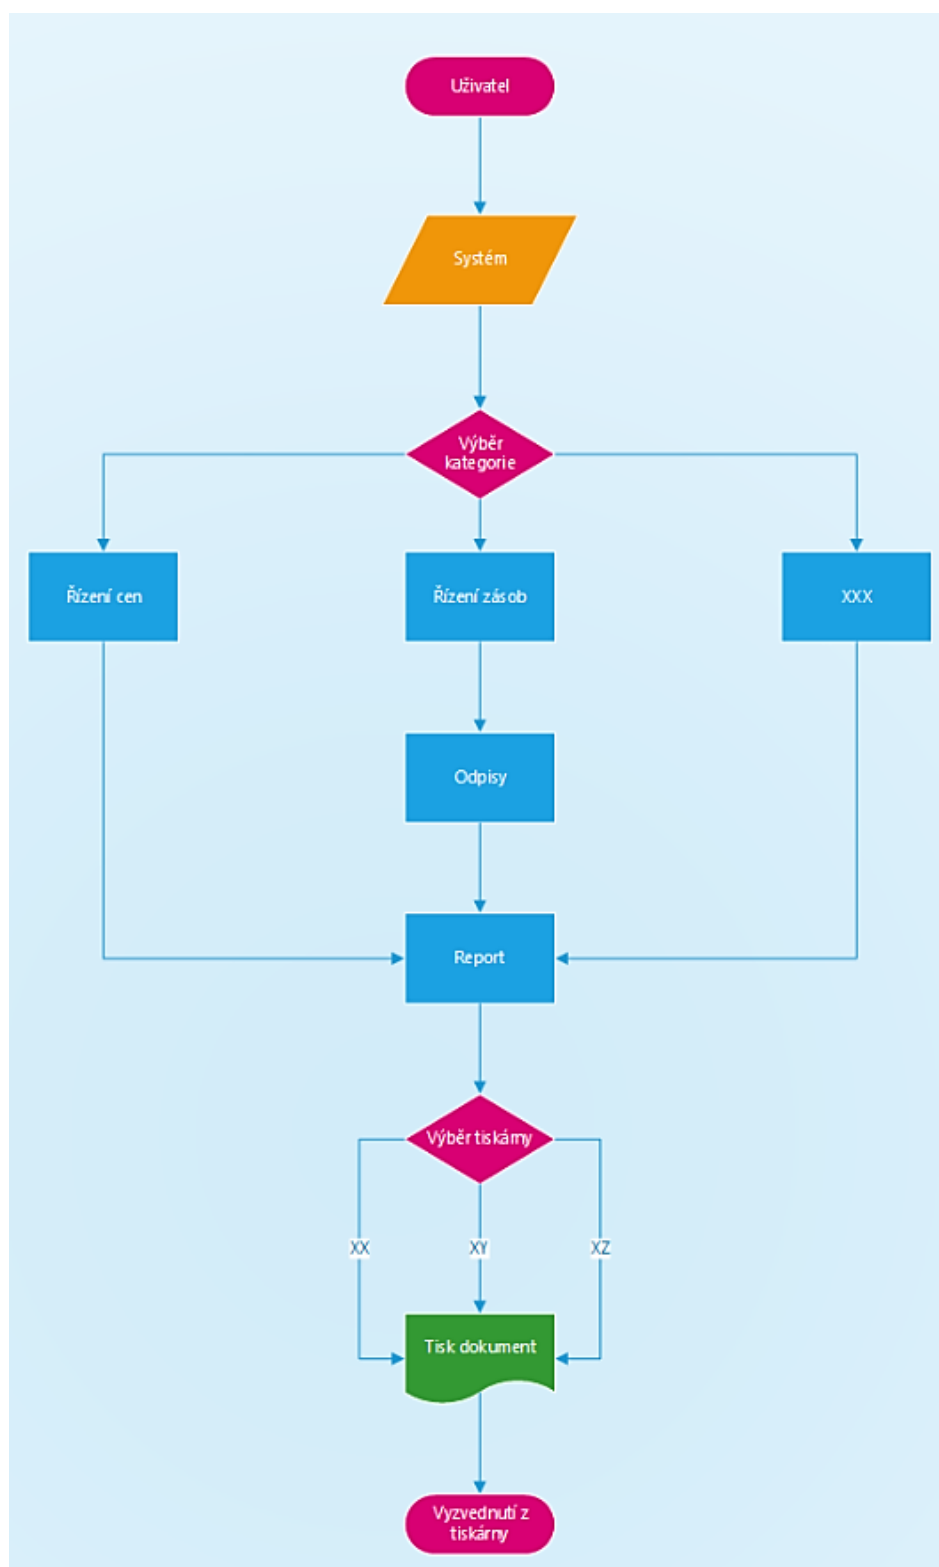 Uživatel
Systém
Výběr
kategorie
Řízení cen
Řízení zásob
XXX
Odpisy
Report
Výběr tiskárny
XX
XY
XZ
Tisk dokument
Vyzvednutí z
tiskárny